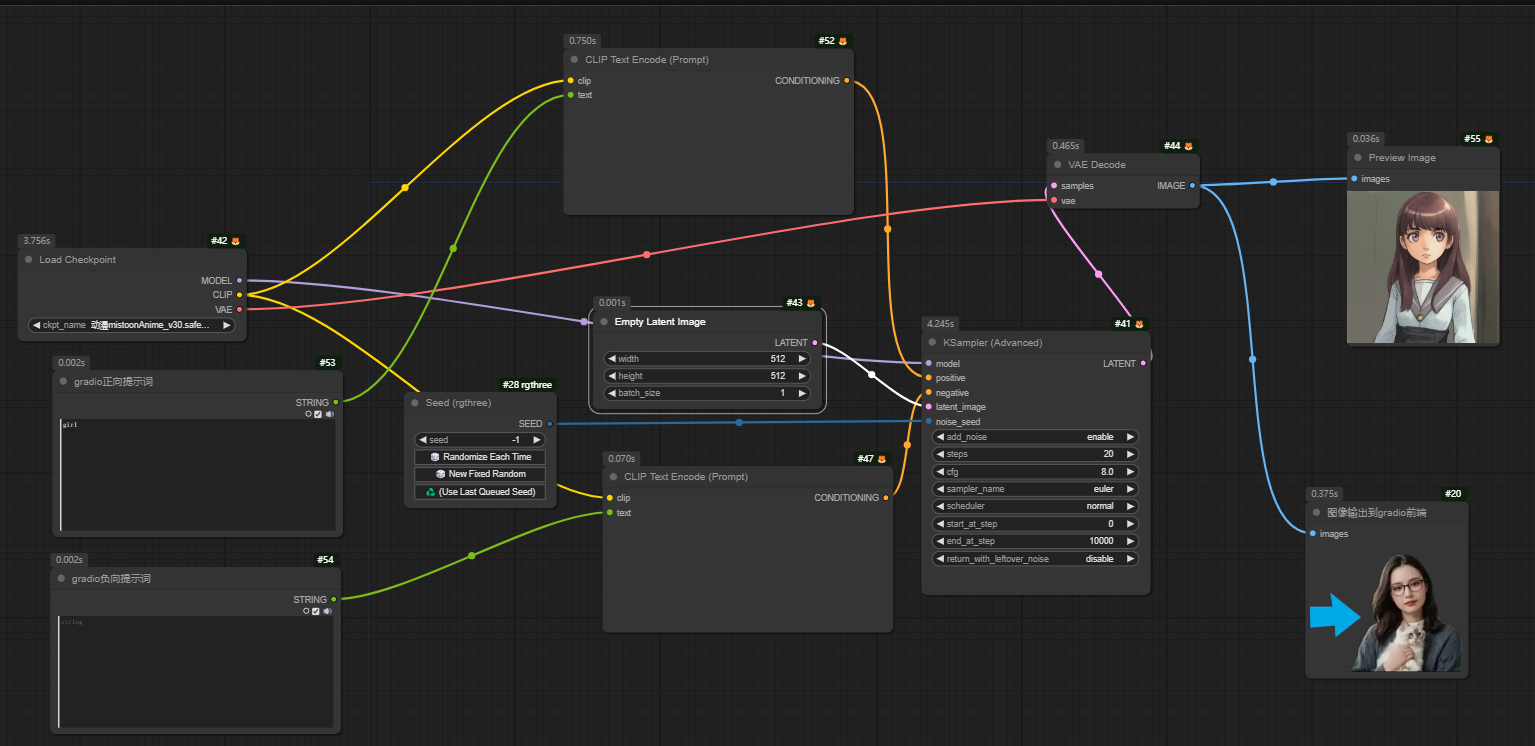 0.750s
#52
CLIP Text Encode (Prompt)
clip
CONDITIONING
text
0.036s
#55
Preview Image
images
0.465s
#44
VAE Decode
samples
IMAGE
vae
3.756s
#42
Load Checkpoint
MODEL
CLIP
VAE
ckpt_name 动漫mistoonAnime_v30.safe...
0.001s
#43
Empty Latent Image
LATENT
width 512
height 512
batch_size 1
4.245s
#41
KSampler (Advanced)
model
LATENT
positive
negative
latent_image
noise_seed
add_noise enable
steps 20
cfg 8.0
sampler_name euler
scheduler normal
start_at_step 0
end_at_step 10000
return_with_leftover_noise disable
0.002s
#53
gradio正向提示词
STRING
girl
#28 rgthree
Seed (rgthree)
SEED
seed -1
Randomize Each Time
New Fixed Random
(Use Last Queued Seed)
0.070s
#47
CLIP Text Encode (Prompt)
clip
CONDITIONING
text
0.375s
#20
图像输出到gradio前端
images
0.002s
#54
gradio负向提示词
STRING
string